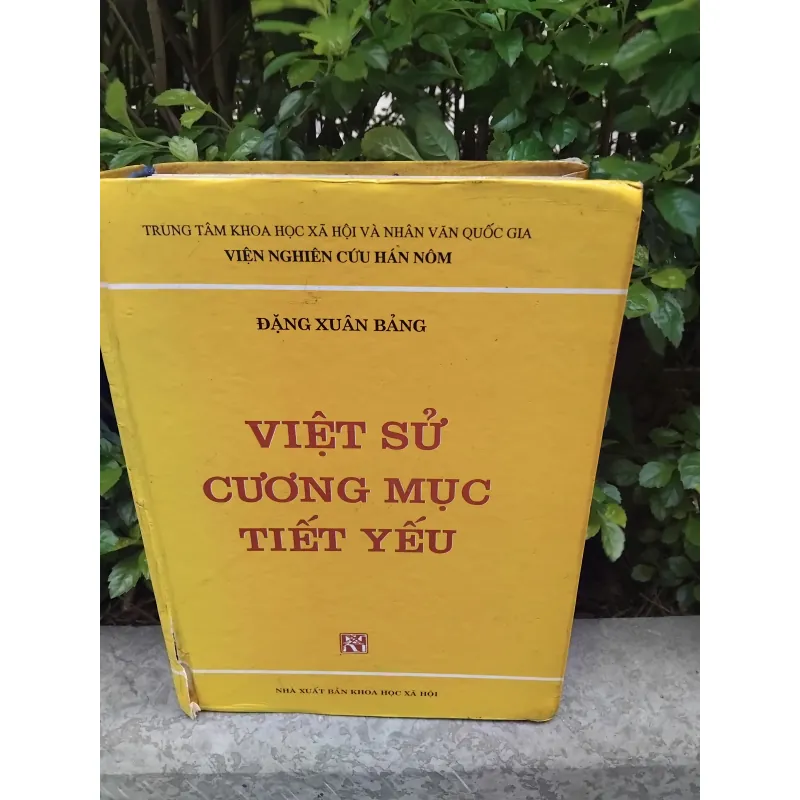 TRUNG TÂM KHOA HỌC XÃ HỘI VÀ NHÂN VĂN QUỐC GIA
VIỆN NGHIÊN CỨU HÁN NÔM
ĐẶNG XUÂN BẢNG
VIỆT SỬ
CƯƠNG MỤC
TIẾT YẾU
NHÀ XUẤT BẢN KHOA HỌC XÃ HỘI